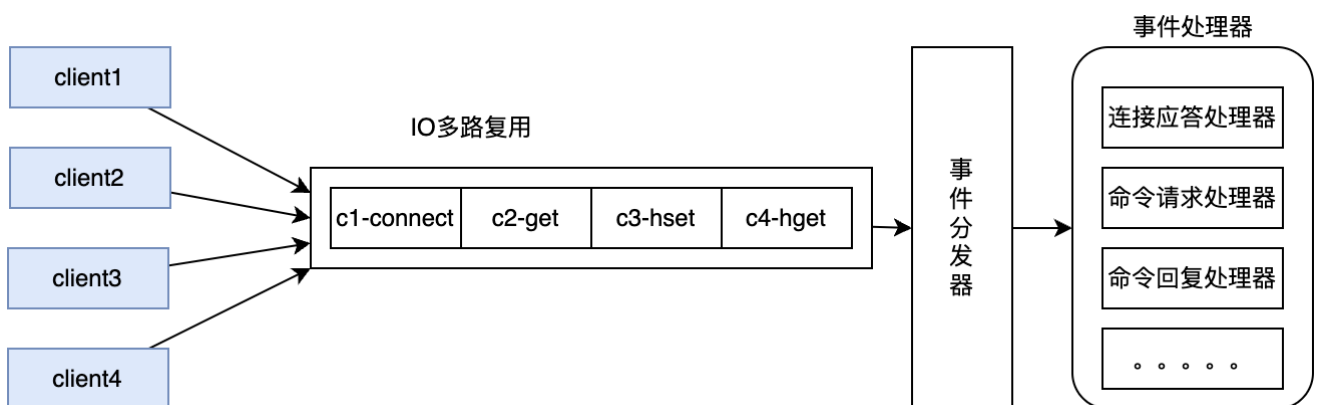 事件处理器
client1
client2
client3
client4
IO多路复用
c1-connect
c2-get
c3-hset
c4-hget
事
件
分
发
器
连接应答处理器
命令请求处理器
命令回复处理器
。。。。。